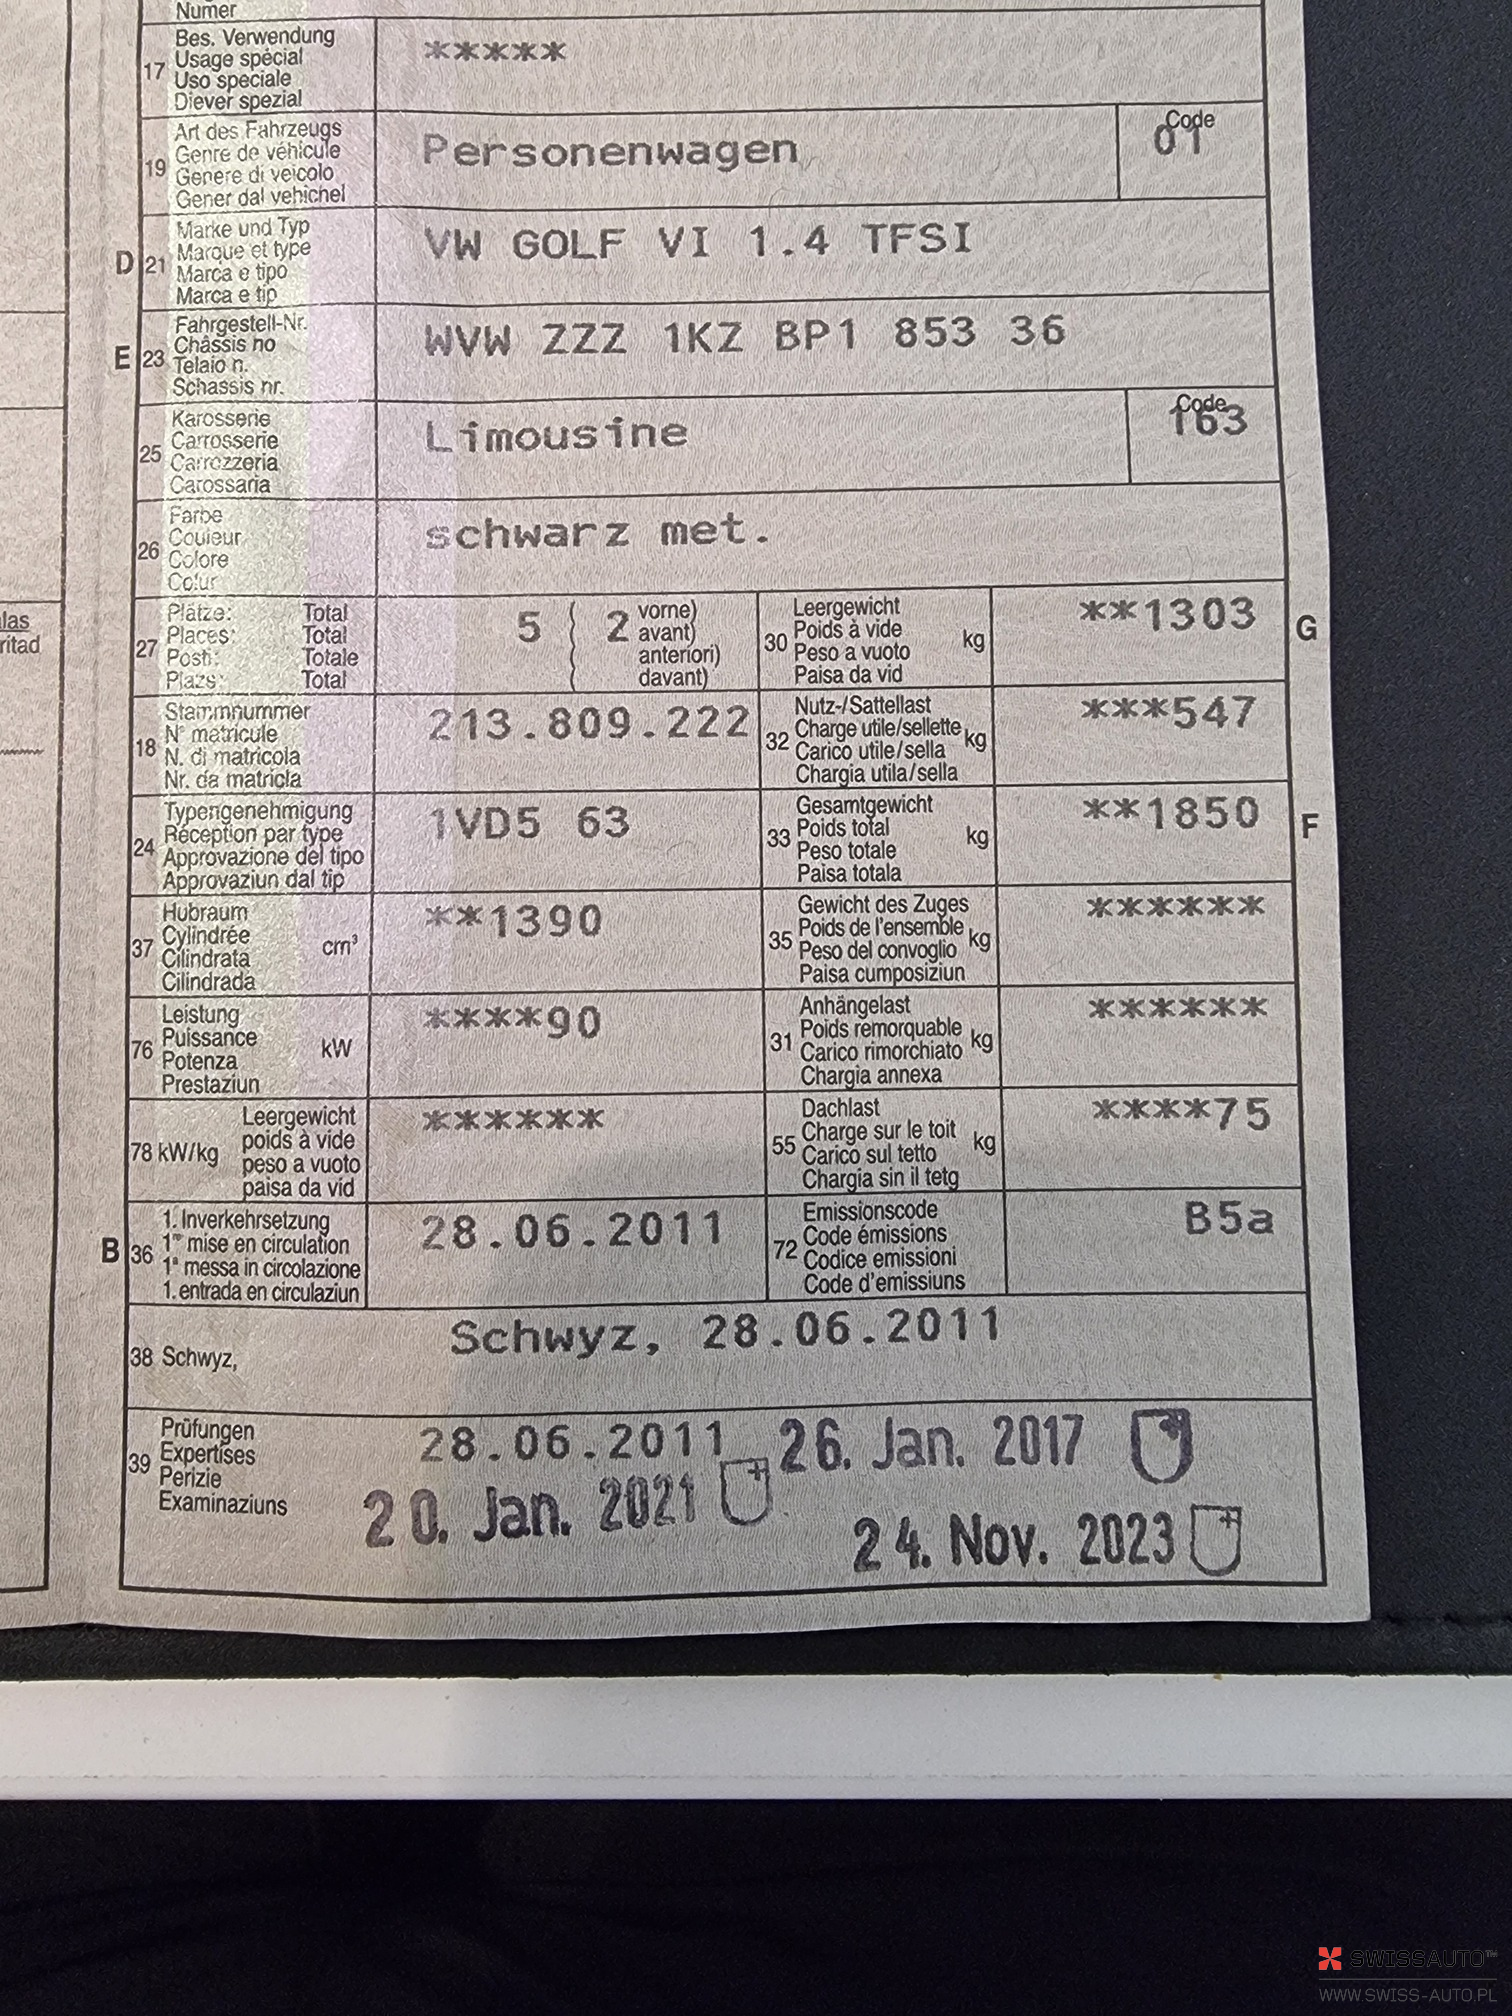 Numer
17 Bes. Verwendung
Usage spécial
Uso speciale
Diever spezial
*****
19 Art des Fahrzeugs
Genre de véhicule
Genere di veicolo
Gener dal vehichel
Personenwagen
Code
01
D 21 Marke und Typ
Marque et type
Marca e tipo
Marca e tip
VW GOLF VI 1.4 TFSI
E 23 Fahrgestell-Nr.
Châssis no
Telaio n.
Schassis nr.
WVW ZZZ 1KZ BP1 853 36
25 Karosserie
Carrosserie
Carrozzeria
Carossaria
Limousine
Code
163
26 Farbe
Couleur
Colore
Colur
schwarz met.
27 Plätze: Total
Places: Total
Posti: Totale
Plazs: Total
5 ( 2 vorne)
( avant)
( anteriori)
( davant)
30 Leergewicht
Poids à vide kg
Peso a vuoto
Paisa da vid
**1303
G
18 Stammnummer
N° matricule
N. di matricola
Nr. da matricla
213.809.222
32 Nutz-/Sattellast
Charge utile/sellette kg
Carico utile/sella
Chargia utila/sella
***547
24 Typengenehmigung
Réception par type
Approvazione del tipo
Approvaziun dal tip
1VD5 63
33 Gesamtgewicht
Poids total kg
Peso totale
Paisa totala
**1850
F
37 Hubraum
Cylindrée cm³
Cilindrata
Cilindrada
**1390
35 Gewicht des Zuges
Poids de l'ensemble kg
Peso del convoglio
Paisa cumposiziun
******
76 Leistung
Puissance kW
Potenza
Prestaziun
****90
31 Anhängelast
Poids remorquable kg
Carico rimorchiato
Chargia annexa
******
78 kW/kg Leergewicht
poids à vide
peso a vuoto
paisa da vid
******
55 Dachlast
Charge sur le toit kg
Carico sul tetto
Chargia sin il tetg
****75
B 36 1. Inverkehrsetzung
1re mise en circulation
1a messa in circolazione
1. entrada en circulaziun
28.06.2011
72 Emissionscode
Code émissions
Codice emissioni
Code d'emissiuns
B5a
38 Schwyz,
Schwyz, 28.06.2011
39 Prüfungen
Expertises
Perizie
Examinaziuns
28.06.2011 26. Jan. 2017
20. Jan. 2021
24. Nov. 2023
las
ritad
SWISSAUTO™
WWW.SWISS-AUTO.PL